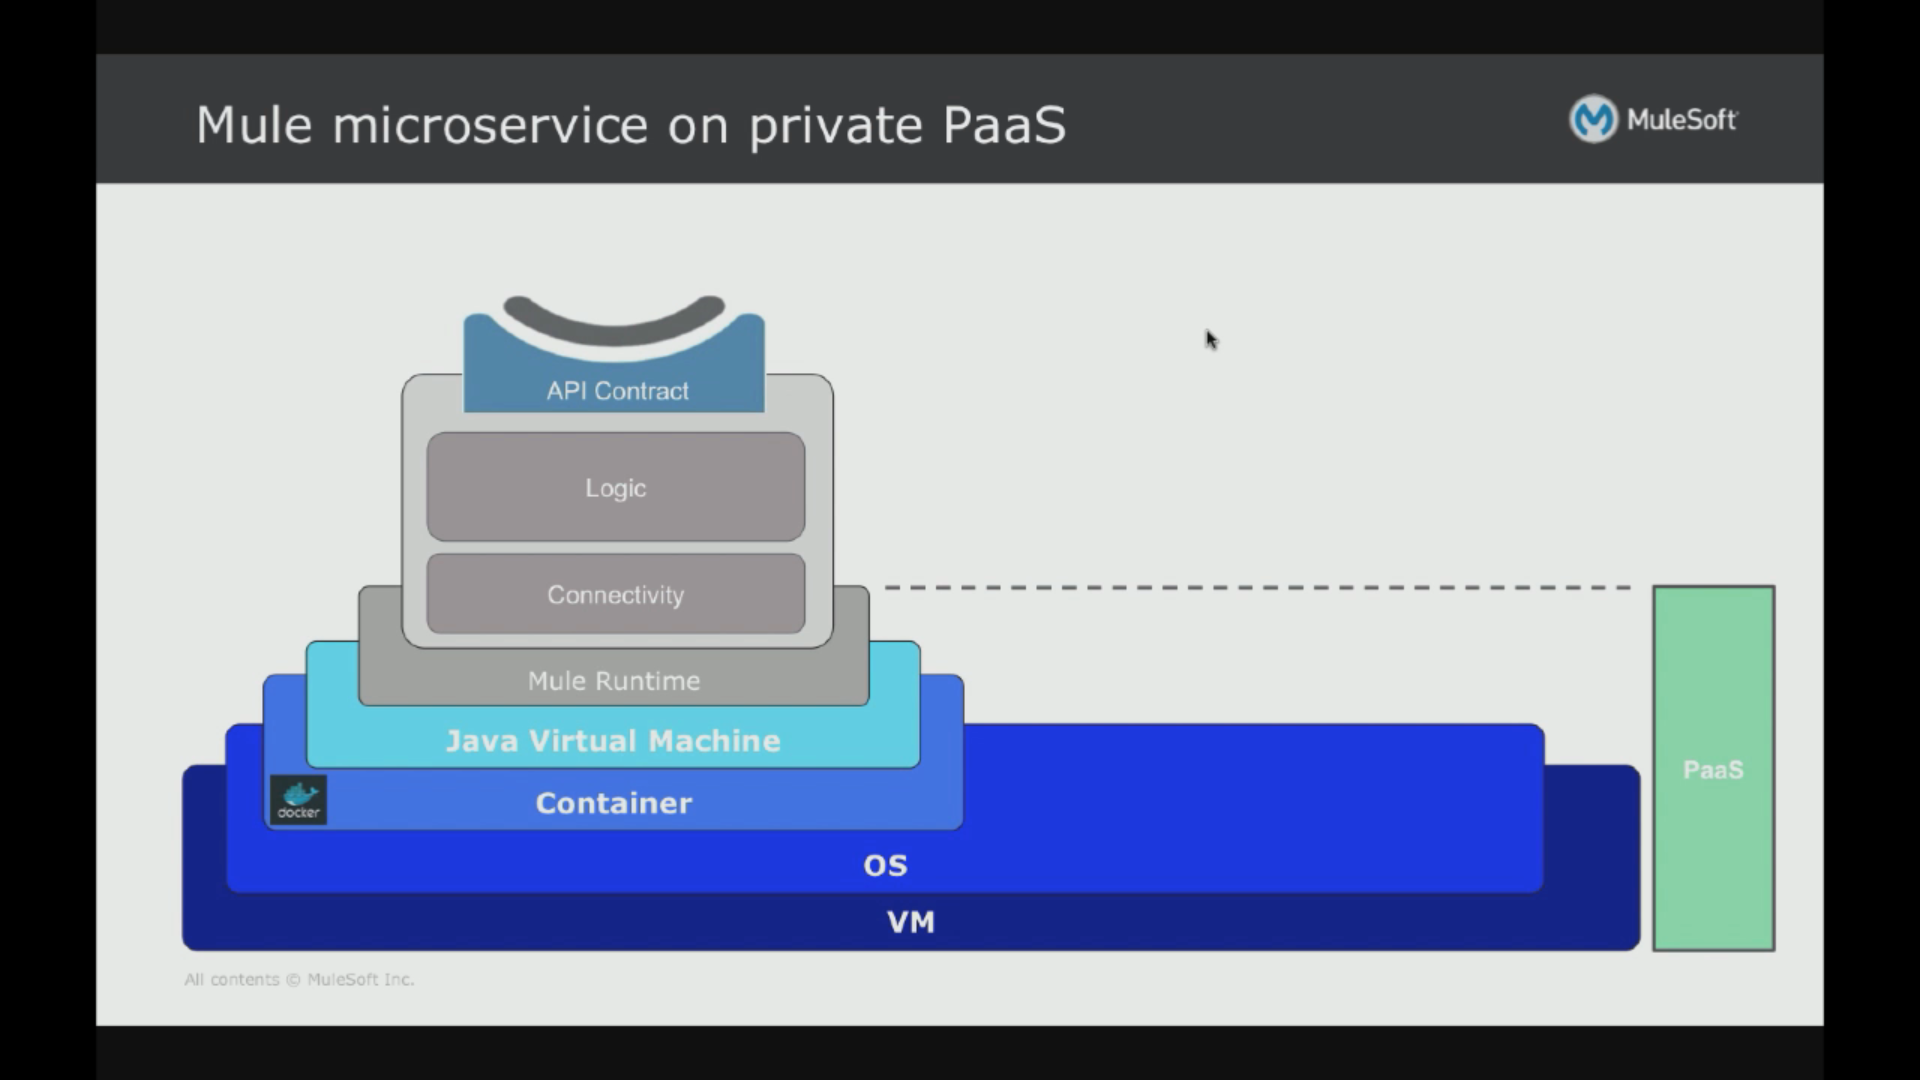 Mule microservice on private PaaS
MuleSoft
API Contract
Logic
Connectivity
Mule Runtime
Java Virtual Machine
docker
Container
OS
VM
PaaS
All contents © MuleSoft Inc.